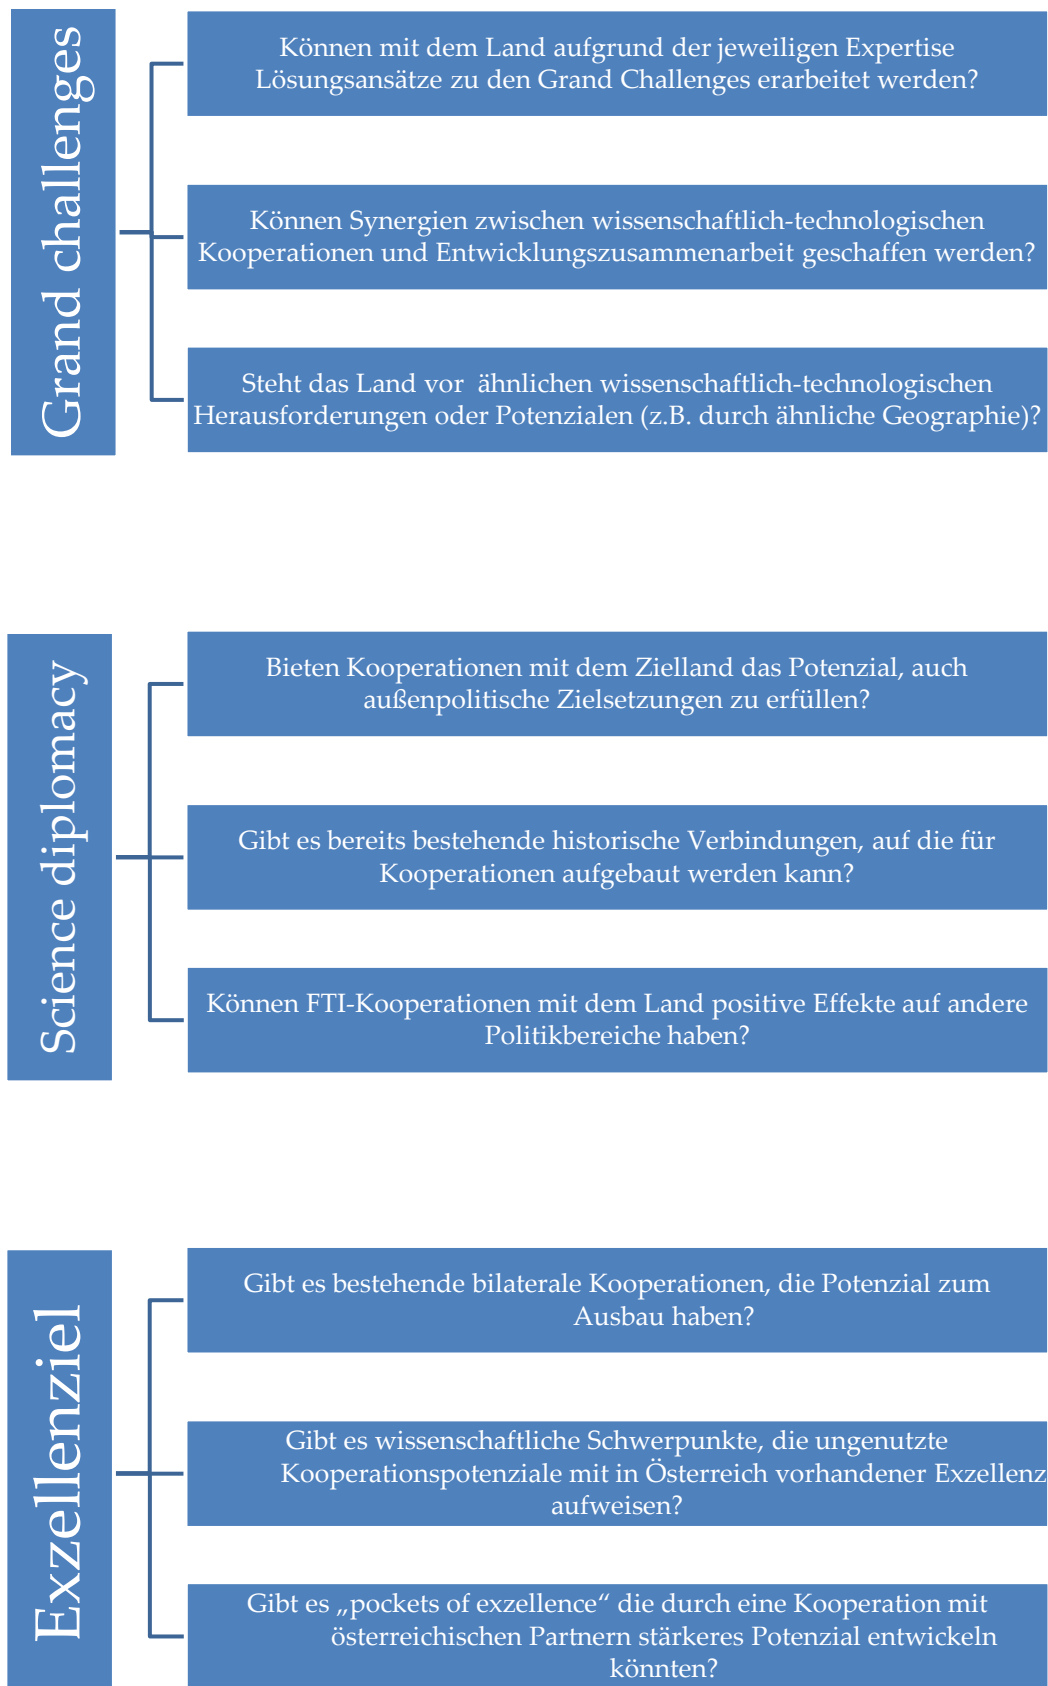 Grand challenges
Können mit dem Land aufgrund der jeweiligen Expertise
Lösungsansätze zu den Grand Challenges erarbeitet werden?
Können Synergien zwischen wissenschaftlich-technologischen
Kooperationen und Entwicklungszusammenarbeit geschaffen werden?
Steht das Land vor ähnlichen wissenschaftlich-technologischen
Herausforderungen oder Potenzialen (z.B. durch ähnliche Geographie)?
Science diplomacy
Bieten Kooperationen mit dem Zielland das Potenzial, auch
außenpolitische Zielsetzungen zu erfüllen?
Gibt es bereits bestehende historische Verbindungen, auf die für
Kooperationen aufgebaut werden kann?
Können FTI-Kooperationen mit dem Land positive Effekte auf andere
Politikbereiche haben?
Exzellenziel
Gibt es bestehende bilaterale Kooperationen, die Potenzial zum
Ausbau haben?
Gibt es wissenschaftliche Schwerpunkte, die ungenutzte
Kooperationspotenziale mit in Österreich vorhandener Exzellenz
aufweisen?
Gibt es „pockets of exzellence“ die durch eine Kooperation mit
österreichischen Partnern stärkeres Potenzial entwickeln
könnten?